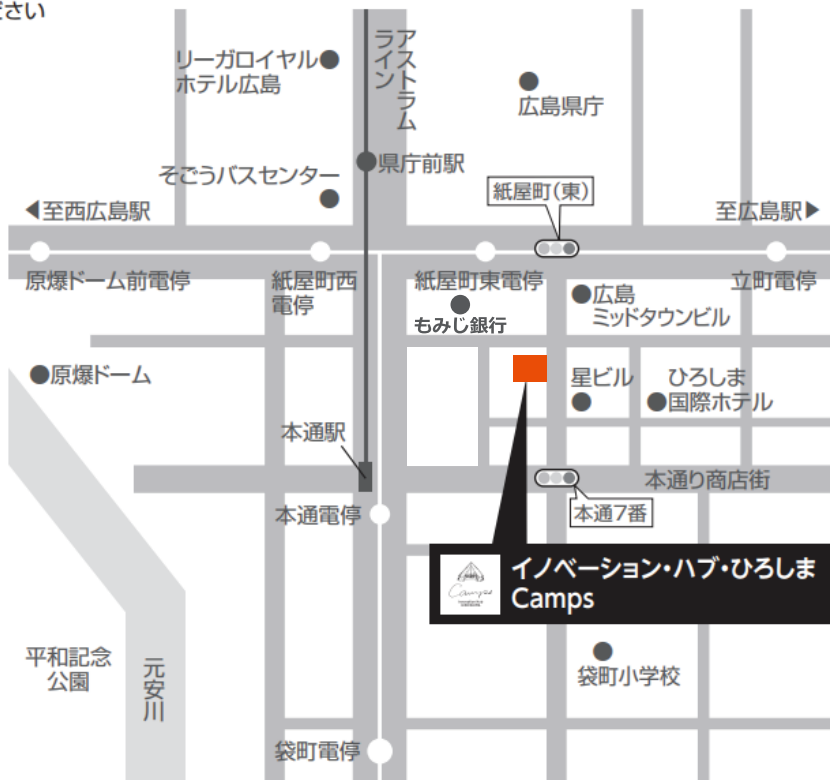 ださい
リーガロイヤル
ホテル広島
アストラム
ライン
広島県庁
県庁前駅
そごうバスセンター
紙屋町(東)
◀至西広島駅
至広島駅▶
原爆ドーム前電停
紙屋町西
電停
紙屋町東電停
立町電停
広島
ミッドタウンビル
もみじ銀行
原爆ドーム
星ビル
ひろしま
国際ホテル
本通駅
本通り商店街
本通電停
本通7番
イノベーション・ハブ・ひろしま
Camps
Camps
平和記念
公園
元安川
袋町小学校
袋町電停